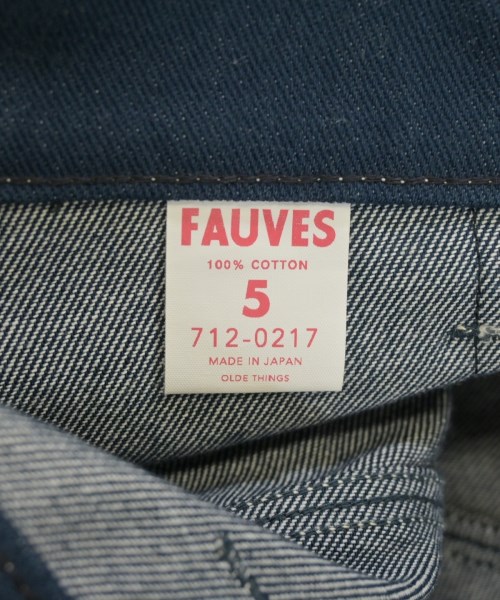 FAUVES
100% COTTON
5
712-0217
MADE IN JAPAN
OLDE THINGS